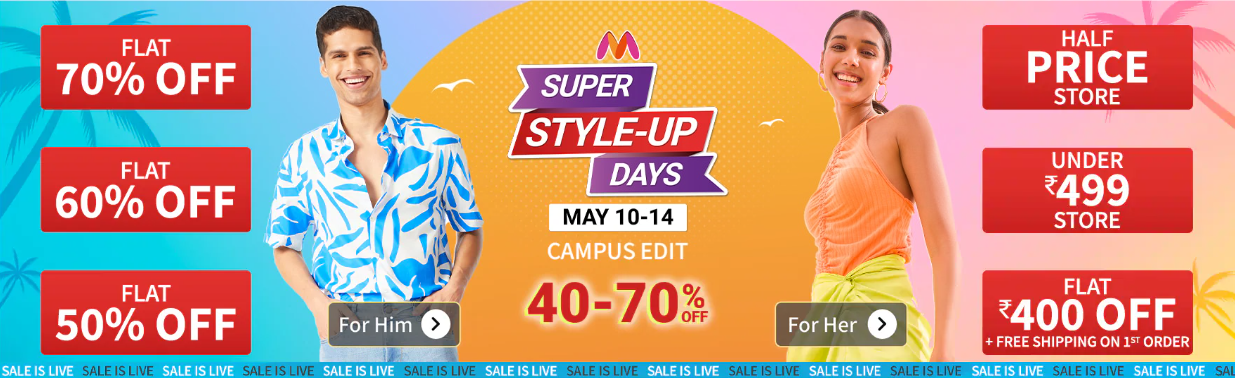 FLAT
70% OFF
FLAT
60% OFF
FLAT
50% OFF
SUPER
STYLE-UP
DAYS
MAY 10-14
CAMPUS EDIT
40-70% OFF
For Him
For Her
HALF
PRICE
STORE
UNDER
₹499
STORE
FLAT
₹400 OFF
+ FREE SHIPPING ON 1ST ORDER
SALE IS LIVE SALE IS LIVE SALE IS LIVE SALE IS LIVE SALE IS LIVE SALE IS LIVE SALE IS LIVE SALE IS LIVE SALE IS LIVE SALE IS LIVE SALE IS LIVE SALE IS LIVE SALE IS LIVE SALE IS LIVE SALE IS LIVE SAL